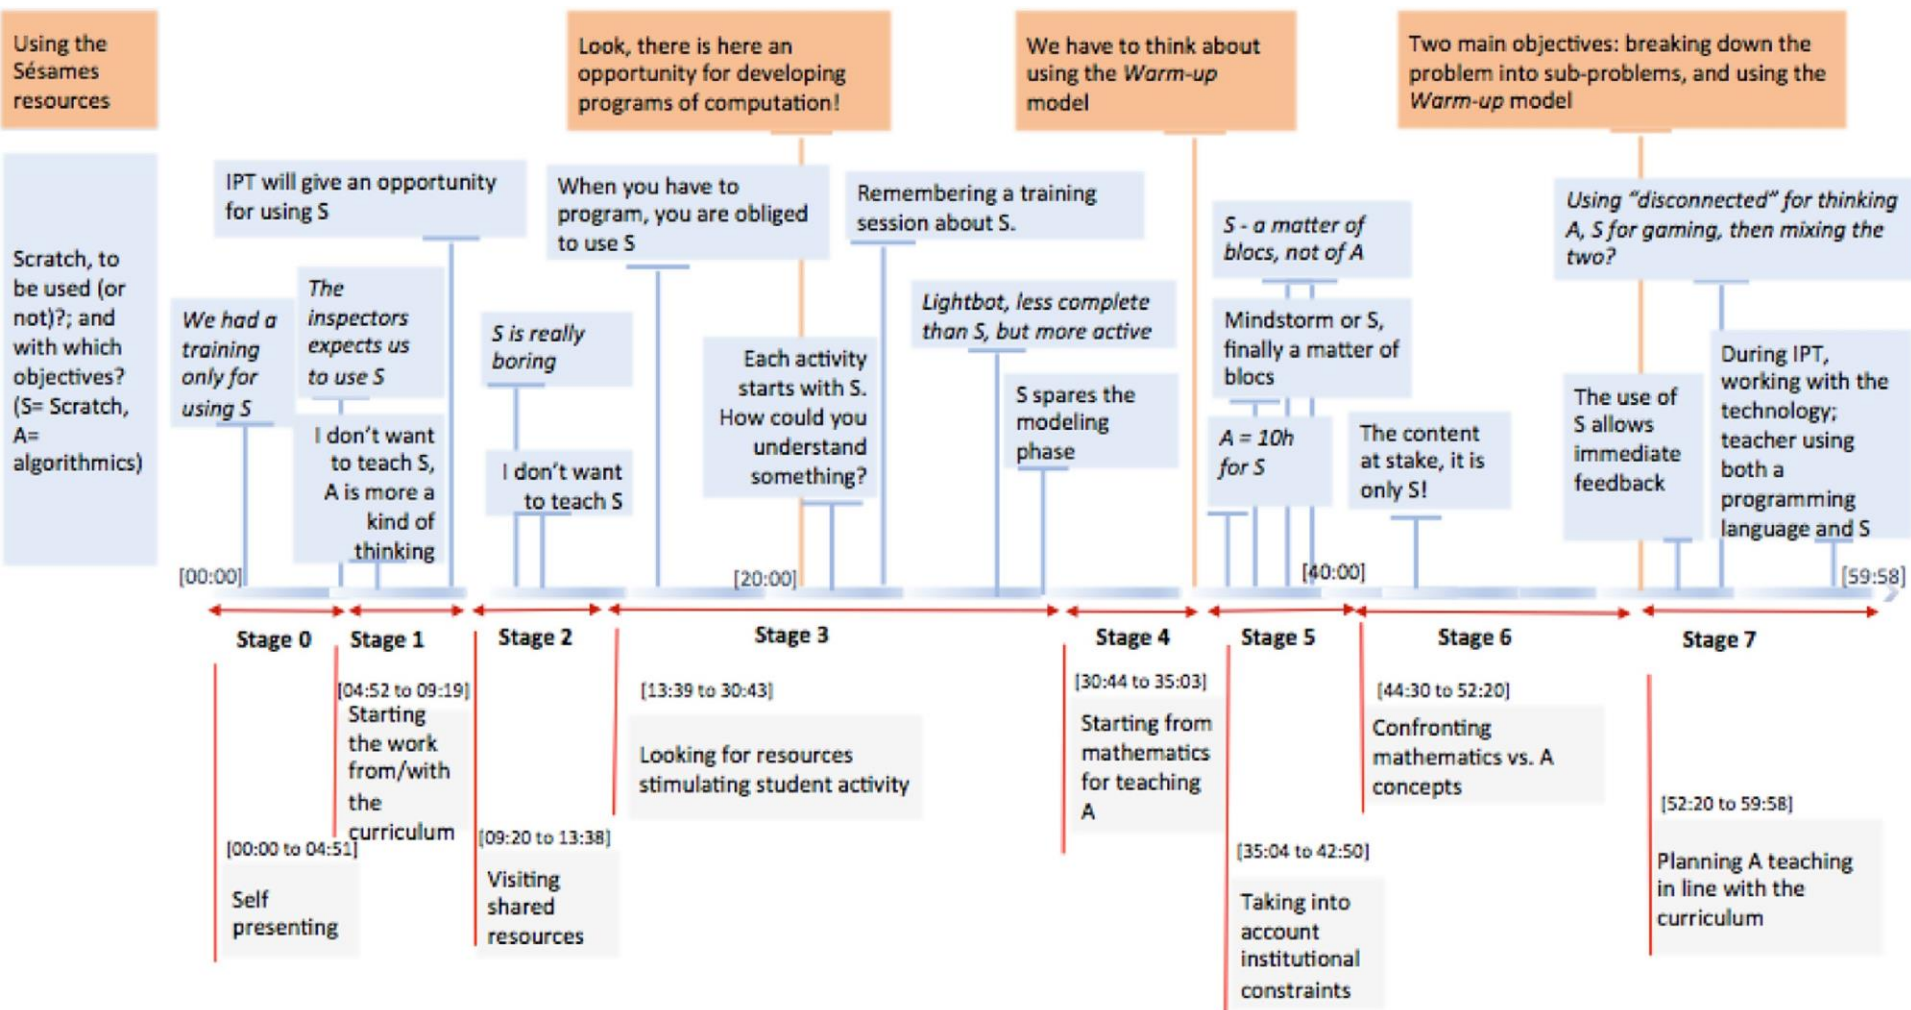 Using the
Sésames
resources
Look, there is here an
opportunity for developing
programs of computation!
We have to think about
using the Warm-up
model
Two main objectives: breaking down the
problem into sub-problems, and using the
Warm-up model
Scratch, to
be used (or
not)?; and
with which
objectives?
(S= Scratch,
A=
algorithmics)
We had a
training
only for
using S
IPT will give an opportunity
for using S
The
inspectors
expects us
to use S
I don't want
to teach S,
A is more a
kind of
thinking
S is really
boring
I don't want
to teach S
When you have to
program, you are obliged
to use S
Each activity
starts with S.
How could you
understand
something?
Remembering a training
session about S.
Lightbot, less complete
than S, but more active
S spares the
modeling
phase
S - a matter of
blocs, not of A
Mindstorm or S,
finally a matter of
blocs
A = 10h
for S
The content
at stake, it is
only S!
Using “disconnected” for thinking
A, S for gaming, then mixing the
two?
The use of
S allows
immediate
feedback
During IPT,
working with the
technology;
teacher using
both a
programming
language and S
[00:00]
[20:00]
[40:00]
[59:58]
Stage 0
Stage 1
Stage 2
Stage 3
Stage 4
Stage 5
Stage 6
Stage 7
[00:00 to 04:51]
Self
presenting
[04:52 to 09:19]
Starting
the work
from/with
the
curriculum
[09:20 to 13:38]
Visiting
shared
resources
[13:39 to 30:43]
Looking for resources
stimulating student activity
[30:44 to 35:03]
Starting from
mathematics
for teaching
A
[35:04 to 42:50]
Taking into
account
institutional
constraints
[44:30 to 52:20]
Confronting
mathematics vs. A
concepts
[52:20 to 59:58]
Planning A teaching
in line with the
curriculum